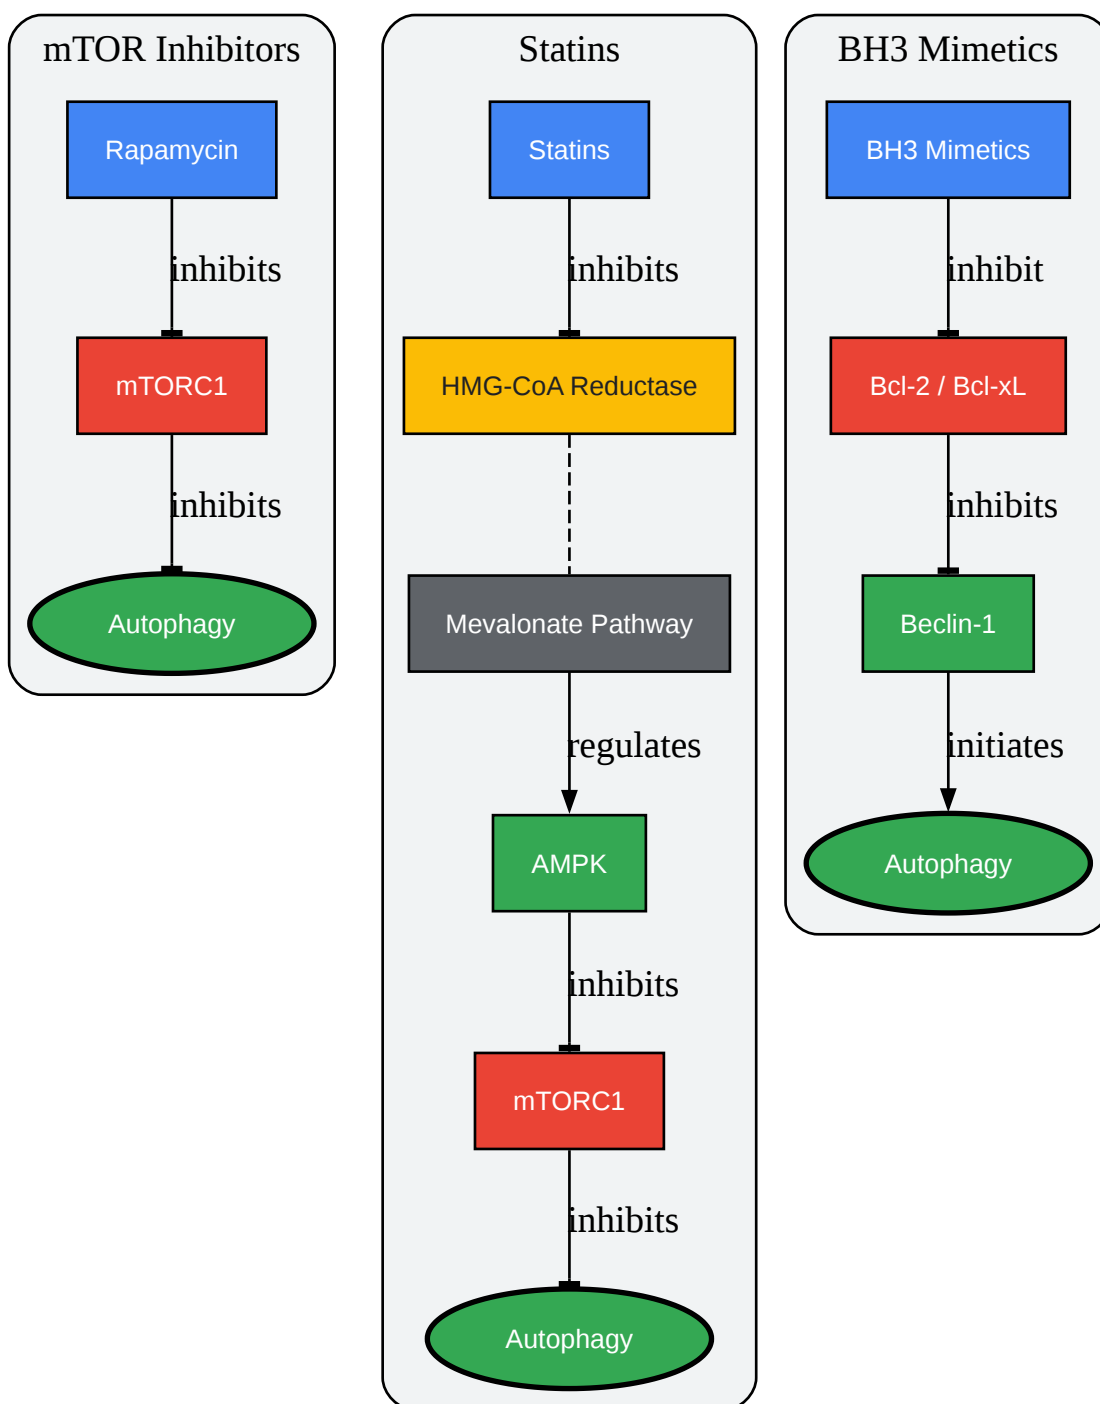 mTOR Inhibitors
Rapamycin
inhibits
mTORC1
inhibits
Autophagy
Statins
Statins
inhibits
HMG-CoA Reductase
Mevalonate Pathway
regulates
AMPK
inhibits
mTORC1
inhibits
Autophagy
BH3 Mimetics
BH3 Mimetics
inhibit
Bcl-2 / Bcl-xL
inhibits
Beclin-1
initiates
Autophagy